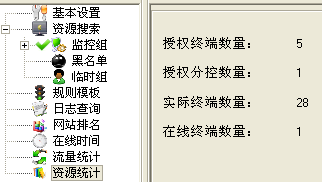 基本设置
资源搜索
监控组
黑名单
临时组
规则模板
日志查询
网站排名
在线时间
流量统计
资源统计
授权终端数量： 5
授权分控数量： 1
实际终端数量： 28
在线终端数量： 1